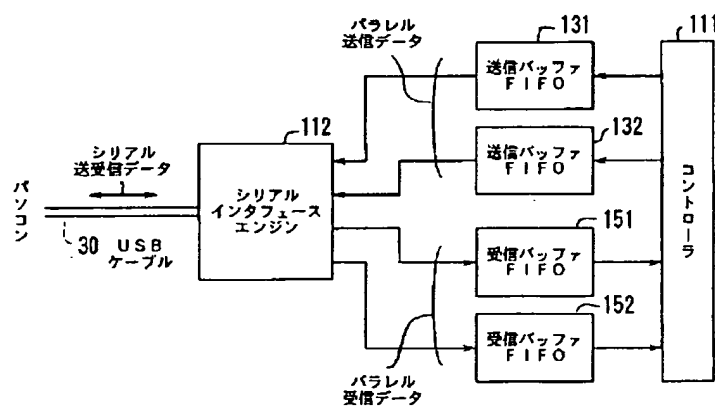 パラレル
送信データ
131
送信バッファ
FIFO
111
112
132
送信バッファ
FIFO
シリアル
送受信データ
パソコン
30 USB
ケーブル
シリアル
インタフェース
エンジン
コントローラ
151
受信バッファ
FIFO
152
受信バッファ
FIFO
パラレル
受信データ